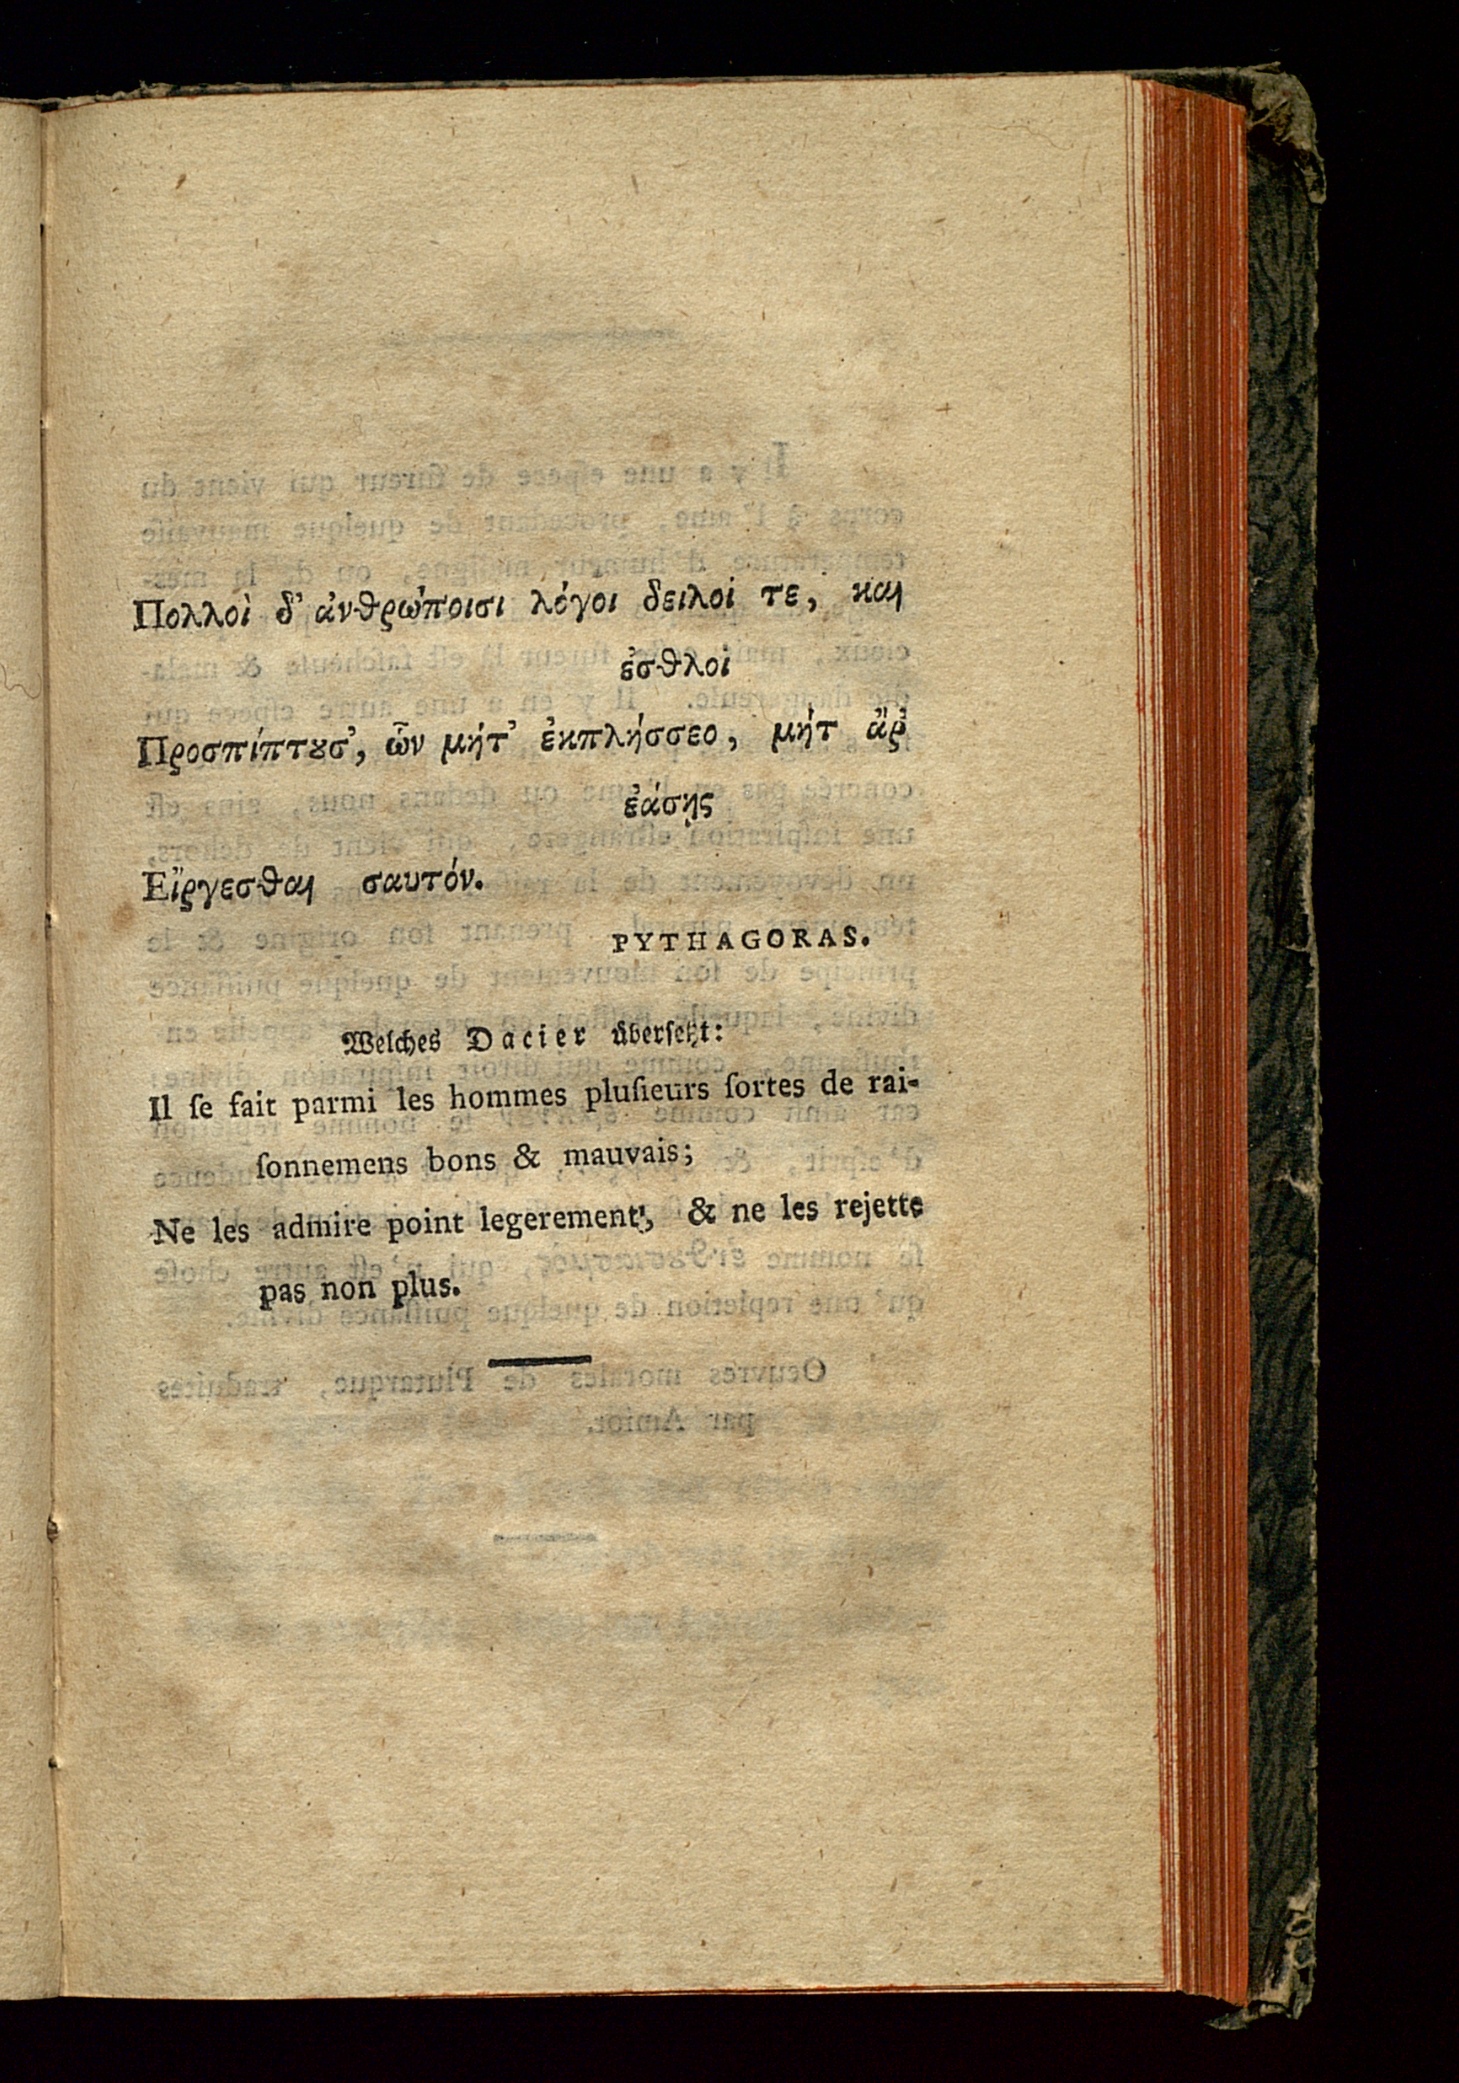 Πολλοὶ δ' ἀνθρώποισι λόγοι δειλοί τε, και
ἐσθλοί
Προσπίπτουσ', ὧν μήτ' ἐκπλήσσεο, μήτ ἄρ'
ἐάσῃς
Εἴργεσθαι σαυτόν.
PYTHAGORAS.
Welches Dacier überſetzt:
Il ſe fait parmi les hommes pluſieurs ſortes de rai-
ſonnemens bons & mauvais;
Ne les admire point legerement, & ne les rejette
pas non plus.